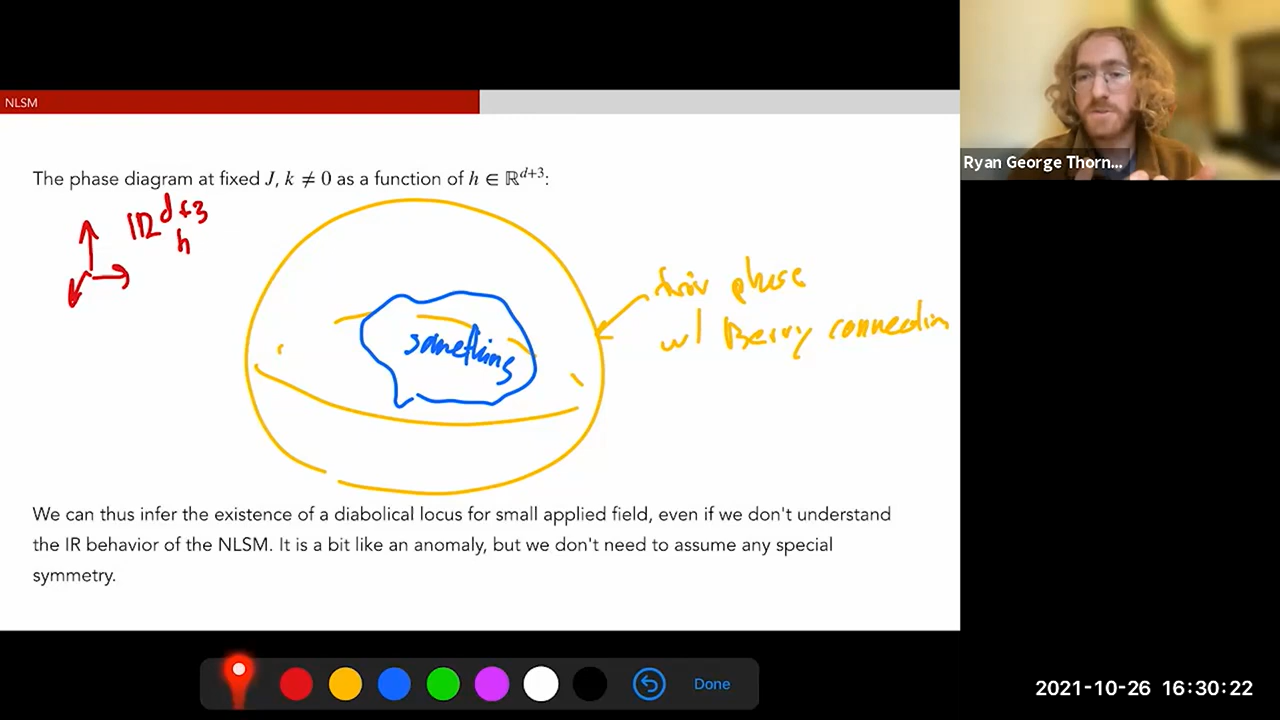 NLSM
The phase diagram at fixed J, k ≠ 0 as a function of h ∈ ℝ^{d+3}:
ℝ^{d+3}
h
something
phase
w/ Berry connection
We can thus infer the existence of a diabolical locus for small applied field, even if we don't understand
the IR behavior of the NLSM. It is a bit like an anomaly, but we don't need to assume any special
symmetry.
Ryan George Thorn...
Done
2021-10-26 16:30:22